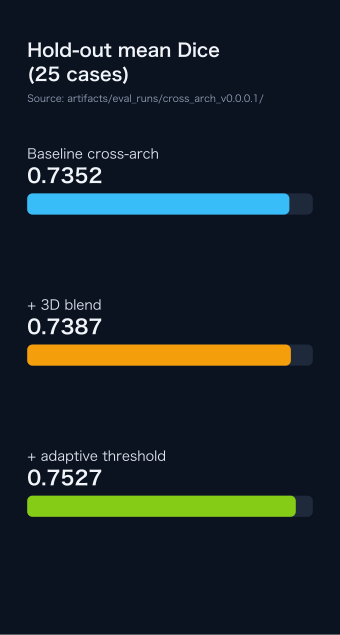 Hold-out mean Dice
(25 cases)
Source: artifacts/eval_runs/cross_arch_v0.0.0.1/
Baseline cross-arch
0.7352
+ 3D blend
0.7387
+ adaptive threshold
0.7527